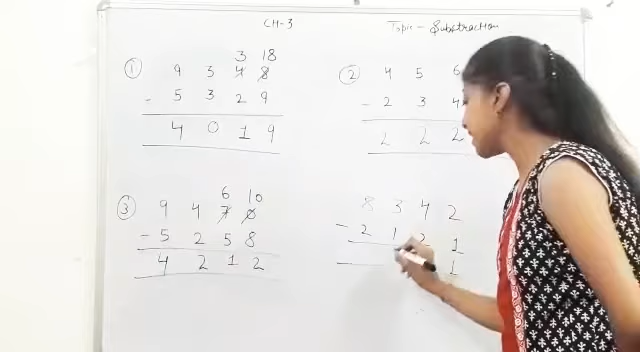 CH-3 Topic - Subtraction
① 3 18
9 3 4 8
- 5 3 2 9
4 0 1 9
② 4 5 6
- 2 3 4
2 2 2
③ 6 10
9 4 7 0
- 5 2 5 8
4 2 1 2
8 3 4 2
- 2 1 2 1
1